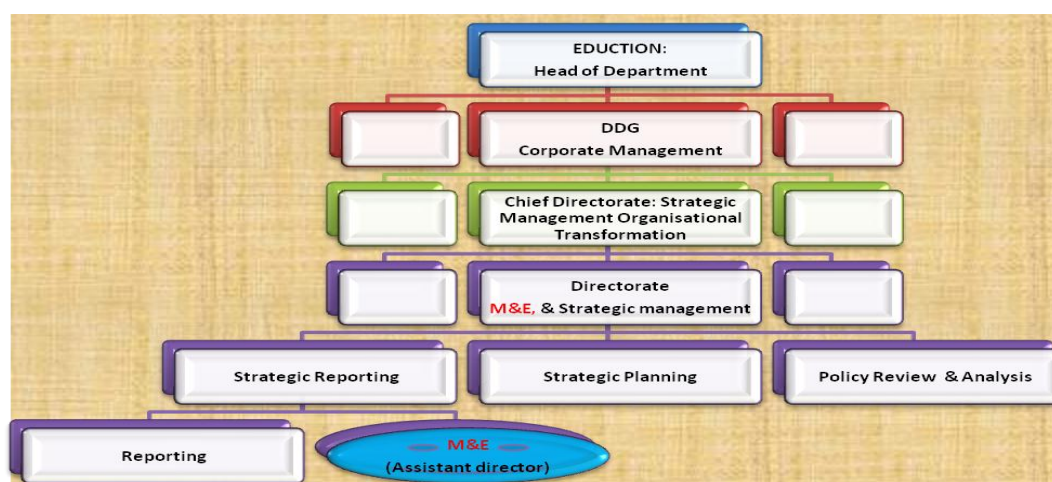 EDUCTION:
Head of Department
DDG
Corporate Management
Chief Directorate: Strategic
Management Organisational
Transformation
Directorate
M&E, & Strategic management
Strategic Reporting
Strategic Planning
Policy Review & Analysis
Reporting
M&E
(Assistant director)